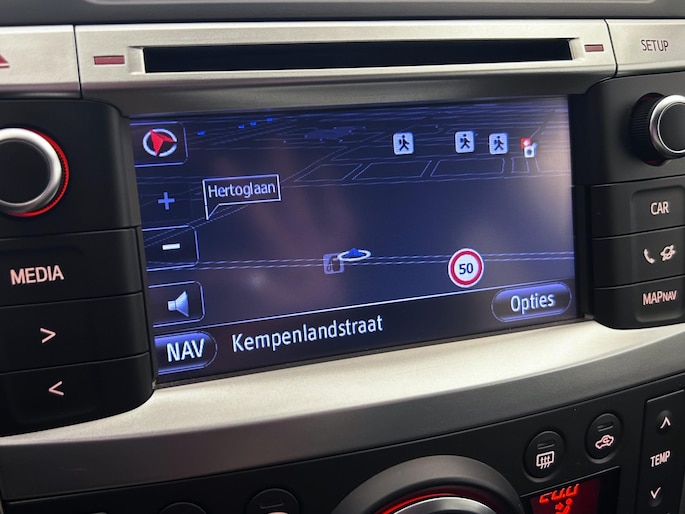 SETUP
Hertoglaan
CAR
MEDIA
50
MAPNAV
NAV
Kempenlandstraat
Opties
TEMP